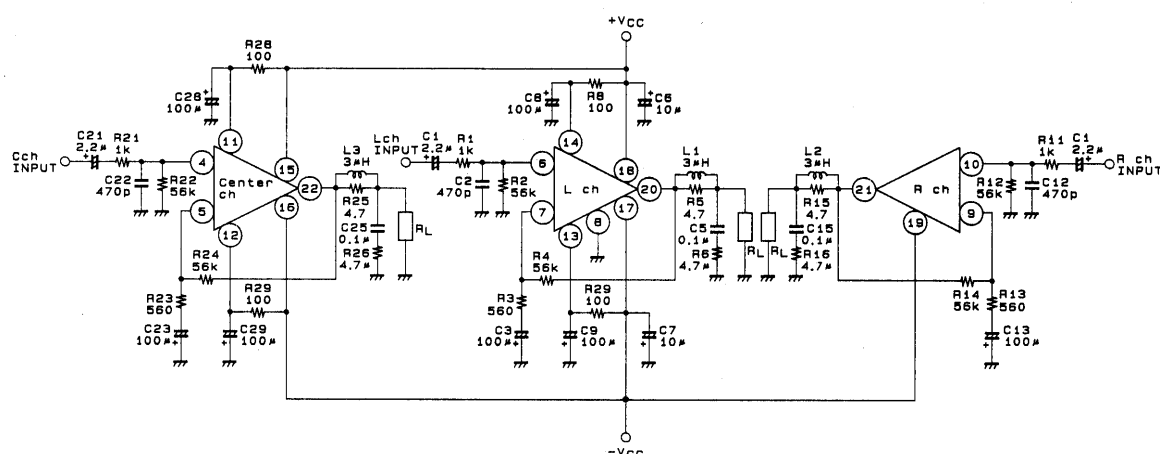 +Vcc
R28
100
C28
100μ
11
15
C21
2.2μ
R21
1k
Cch
INPUT
4
C22
470p
R22
56k
Center
ch
22
5
16
12
L3
3μH
R25
4.7
C25
0.1μ
R26
4.7μ
RL
R24
56k
R23
560
C23
100μ
R29
100
C29
100μ
R8
100
C8
100μ
C6
10μ
14
18
Lch
INPUT
C1
2.2μ
R1
1k
6
C2
470p
R2
56k
L ch
20
7
8
17
13
L1
3μH
R5
4.7
C5
0.1μ
R6
4.7μ
RL
R4
56k
R3
560
C3
100μ
R29
100
C9
100μ
C7
10μ
L2
3μH
R15
4.7
C15
0.1μ
R16
4.7μ
RL
21
R ch
19
10
9
R11
1k
C1
2.2μ
R ch
INPUT
R12
56k
C12
470p
R14
56k
R13
560
C13
100μ
-Vcc